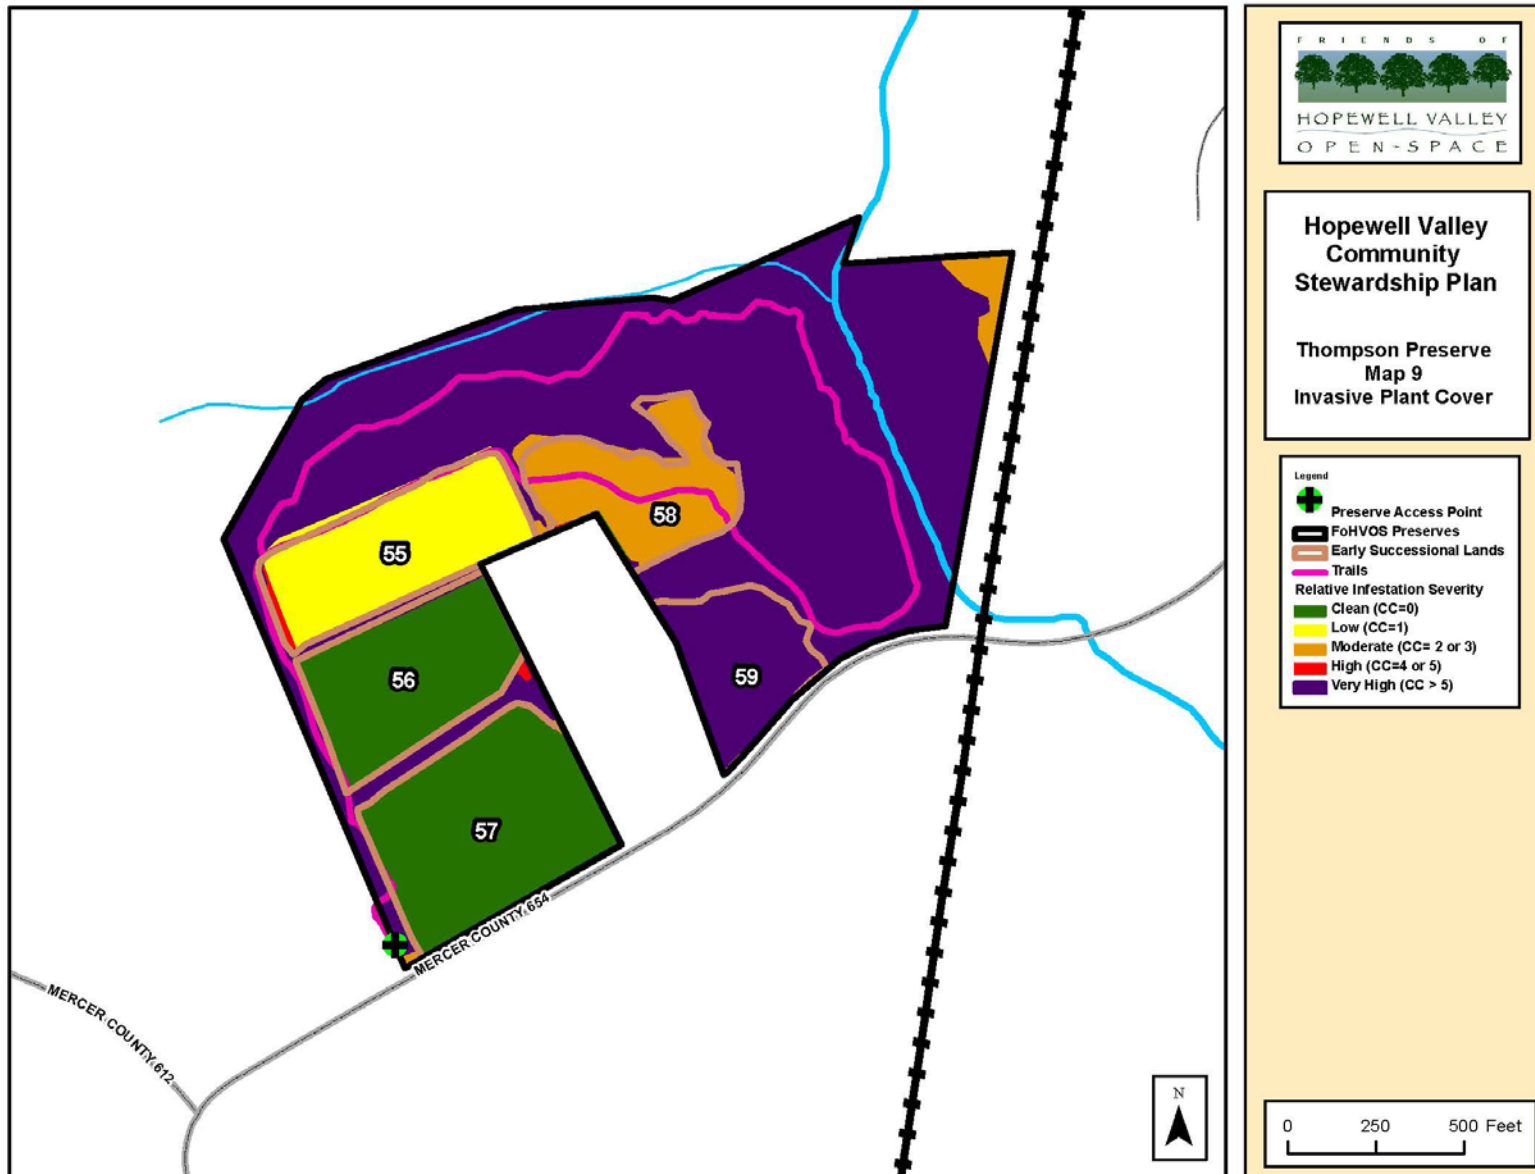 FRIENDS OF
HOPEWELL VALLEY
OPEN-SPACE
Hopewell Valley
Community
Stewardship Plan
Thompson Preserve
Map 9
Invasive Plant Cover
Legend
Preserve Access Point
FoHVOS Preserves
Early Successional Lands
Trails
Relative Infestation Severity
Clean (CC=0)
Low (CC=1)
Moderate (CC= 2 or 3)
High (CC=4 or 5)
Very High (CC > 5)
55
58
56
59
57
MERCER COUNTY 654
MERCER COUNTY 612
N
0 250 500 Feet